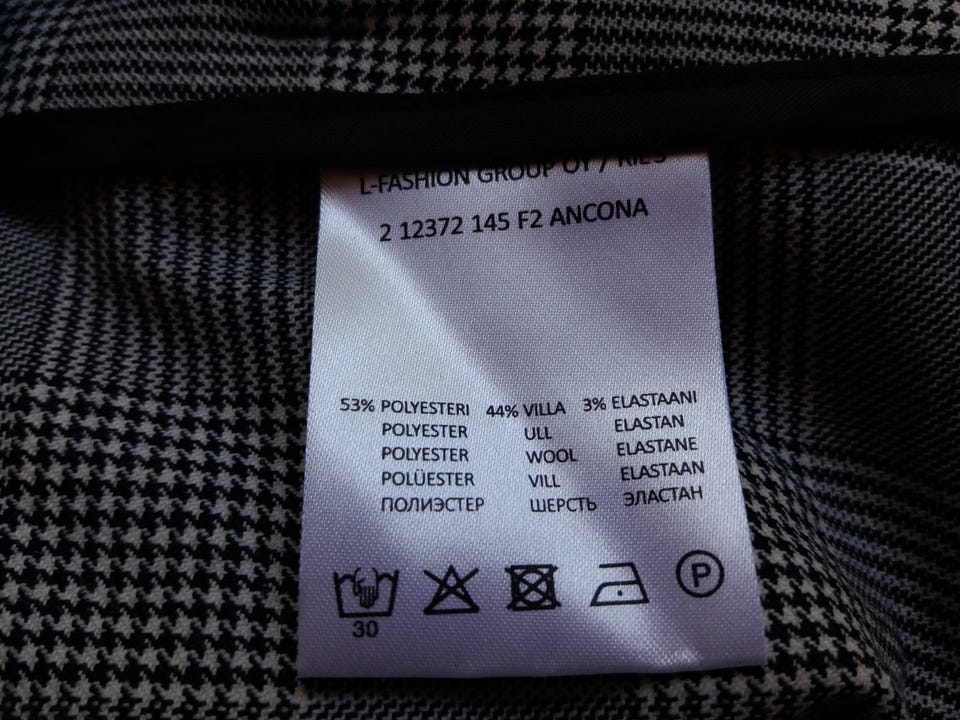 L-FASHION GROUP OY /
2 12372 145 F2 ANCONA
53% POLYESTERI 44% VILLA 3% ELASTAANI
POLYESTER ULL ELASTAN
POLYESTER WOOL ELASTANE
POLÜESTER VILL ELASTAAN
ПОЛИЭСТЕР ШЕРСТЬ ЭЛАСТАН
P
30